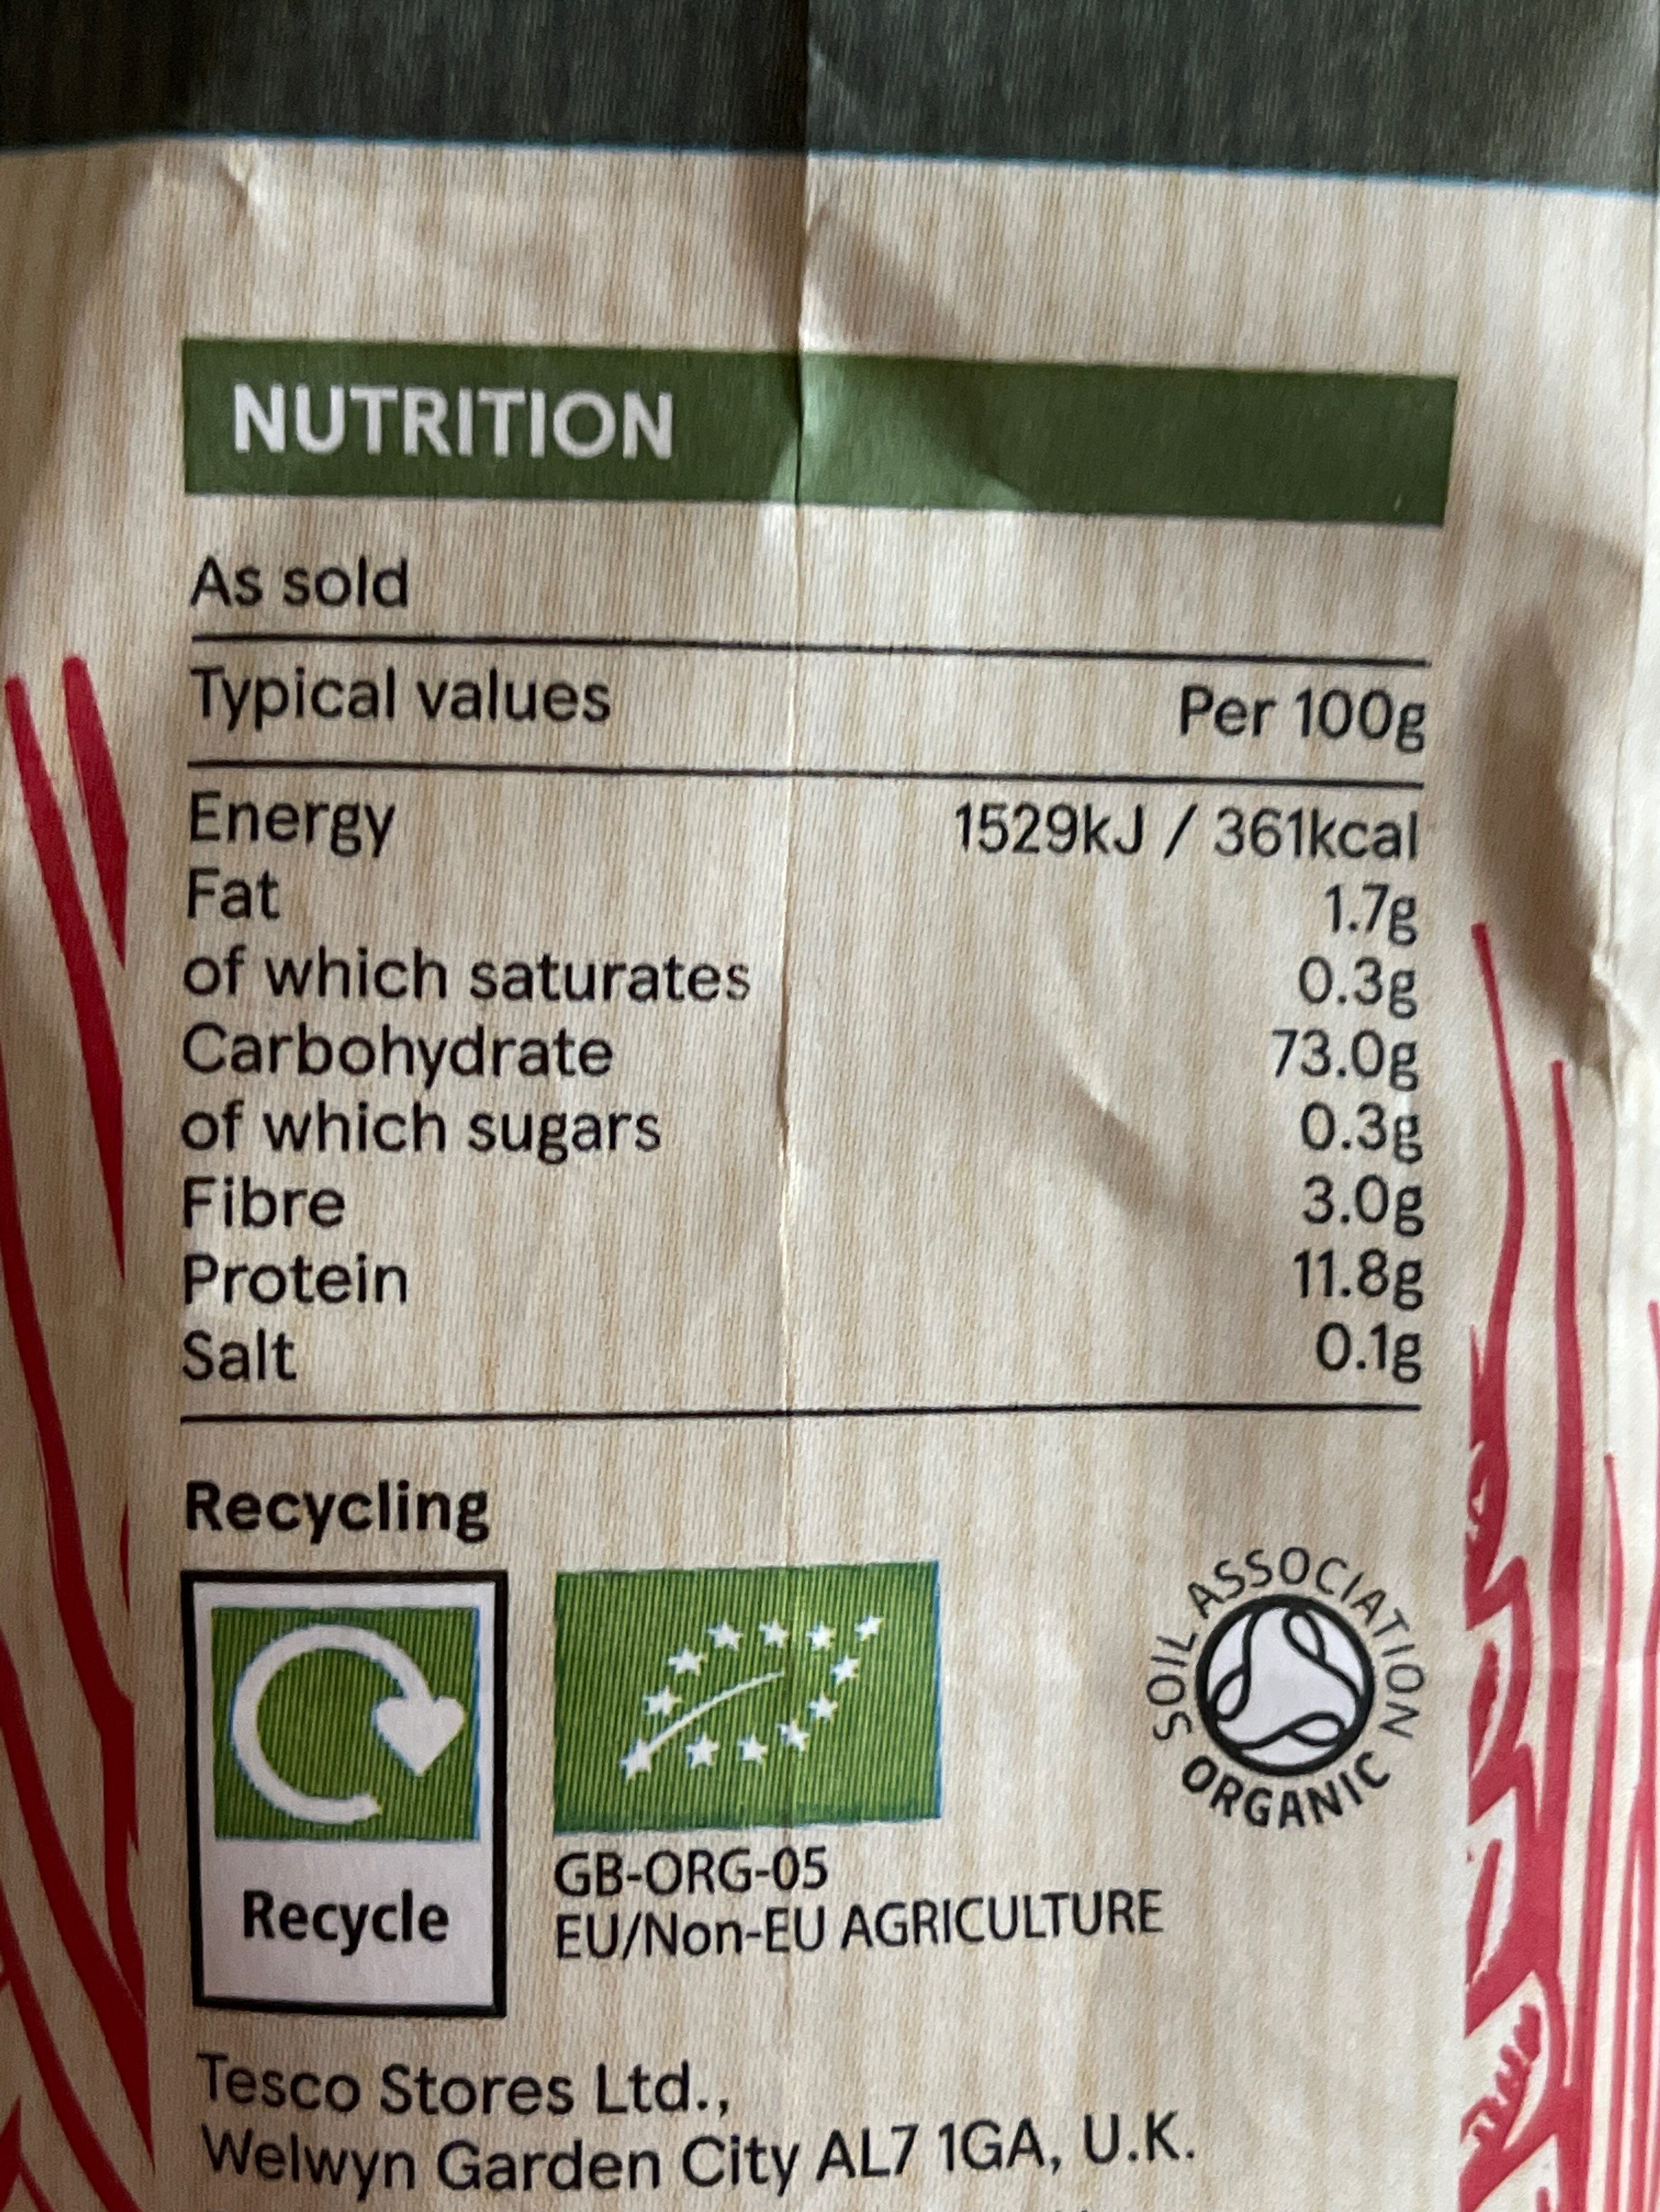 NUTRITION
As sold
Typical values Per 100g
Energy 1529kJ / 361kcal
Fat 1.7g
of which saturates 0.3g
Carbohydrate 73.0g
of which sugars 0.3g
Fibre 3.0g
Protein 11.8g
Salt 0.1g
Recycling
Recycle
GB-ORG-05
EU/Non-EU AGRICULTURE
SOIL ASSOCIATION
ORGANIC
Tesco Stores Ltd.,
Welwyn Garden City AL7 1GA, U.K.